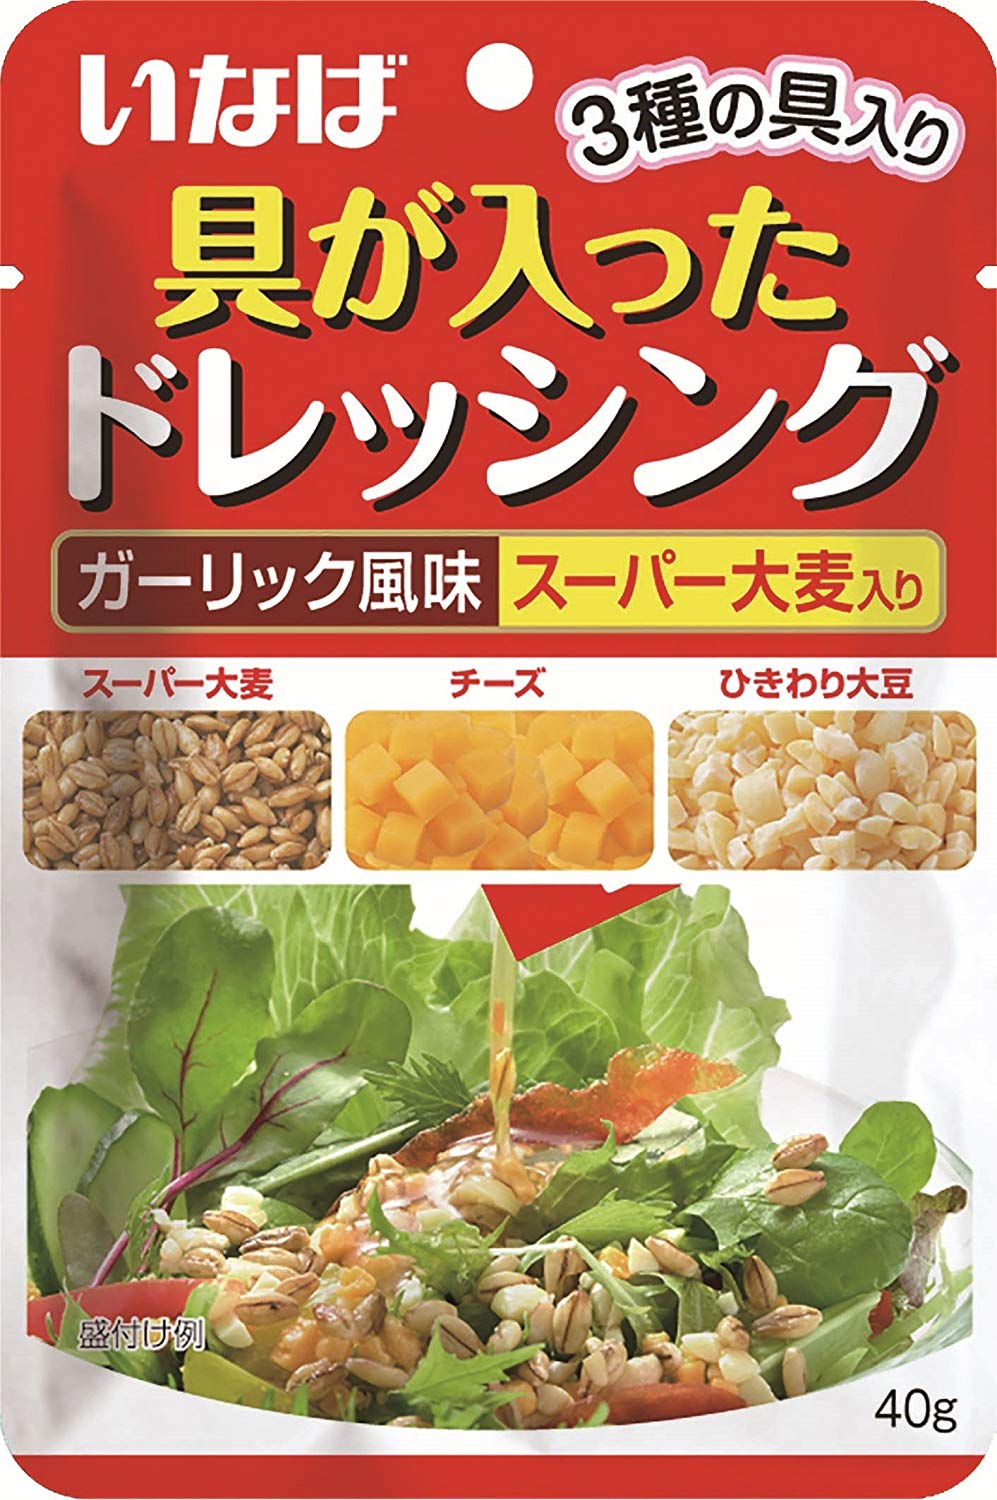 いなば
3種の具入り
具が入った
ドレッシング
ガーリック風味 スーパー大麦入り
スーパー大麦 チーズ ひきわり大豆
盛付け例
40g